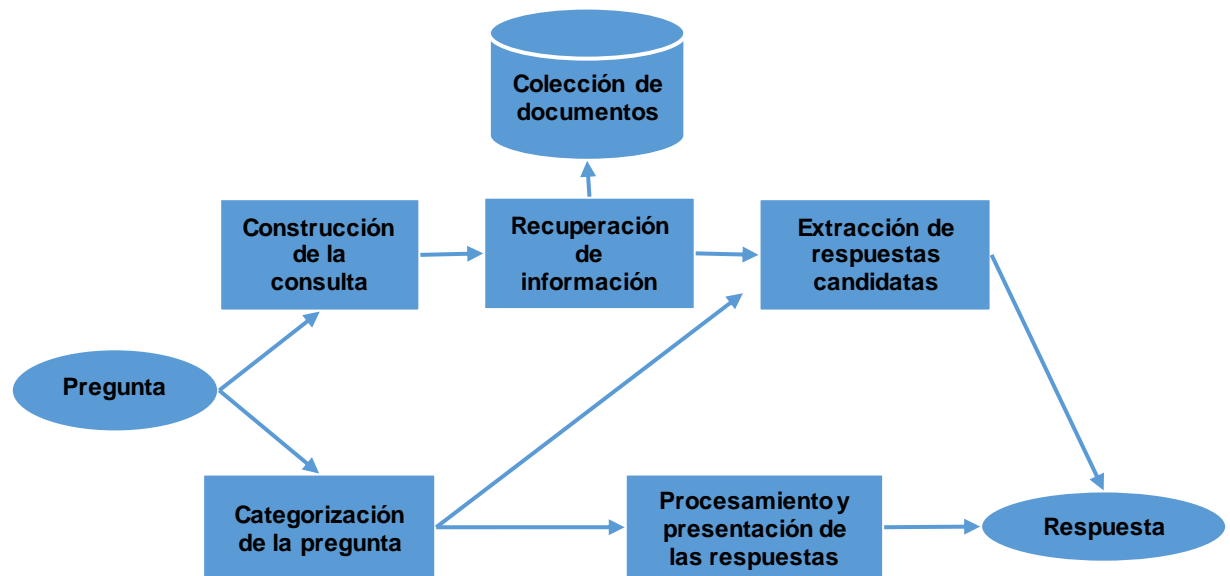 Colección de
documentos
Construcción
de la
consulta
Recuperación
de
información
Extracción de
respuestas
candidatas
Pregunta
Categorización
de la pregunta
Procesamiento y
presentación de
las respuestas
Respuesta